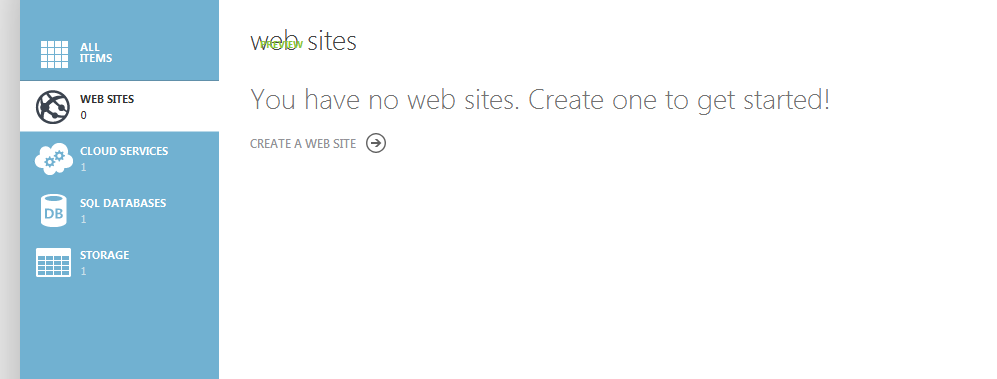 ALL
ITEMS
WEB SITES
0
CLOUD SERVICES
1
DB
SQL DATABASES
1
STORAGE
1
web sites
PREVIEW
You have no web sites. Create one to get started!
CREATE A WEB SITE